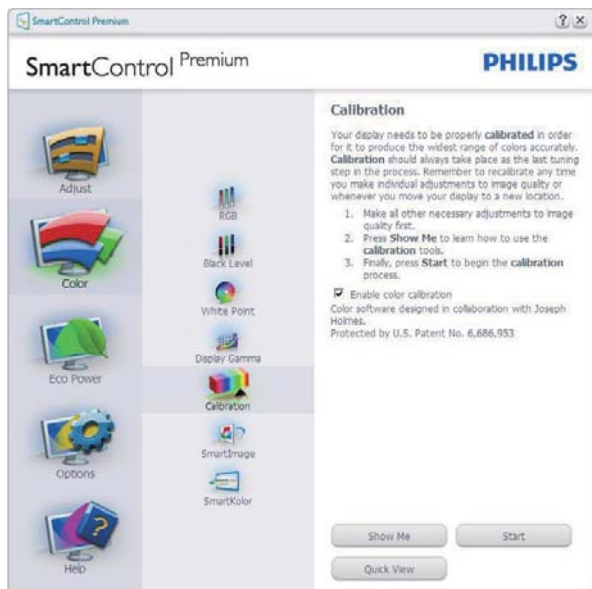 SmartControl Premium
? X
SmartControl Premium
PHILIPS
Adjust
Color
Eco Power
Options
Help
RGB
Black Level
White Point
Display Gamma
Calibration
SmartImage
SmartKolor
Calibration
Your display needs to be properly calibrated in order
for it to produce the widest range of colors accurately.
Calibration should always take place as the last tuning
step in the process. Remember to recalibrate any time
you make individual adjustments to image quality or
whenever you move your display to a new location.
1. Make all other necessary adjustments to image
quality first.
2. Press Show Me to learn how to use the
calibration tools.
3. Finally, press Start to begin the calibration
process.
Enable color calibration
Color software designed in collaboration with Joseph
Holmes.
Protected by U.S. Patent No. 6,686,953
Show Me
Start
Quick View